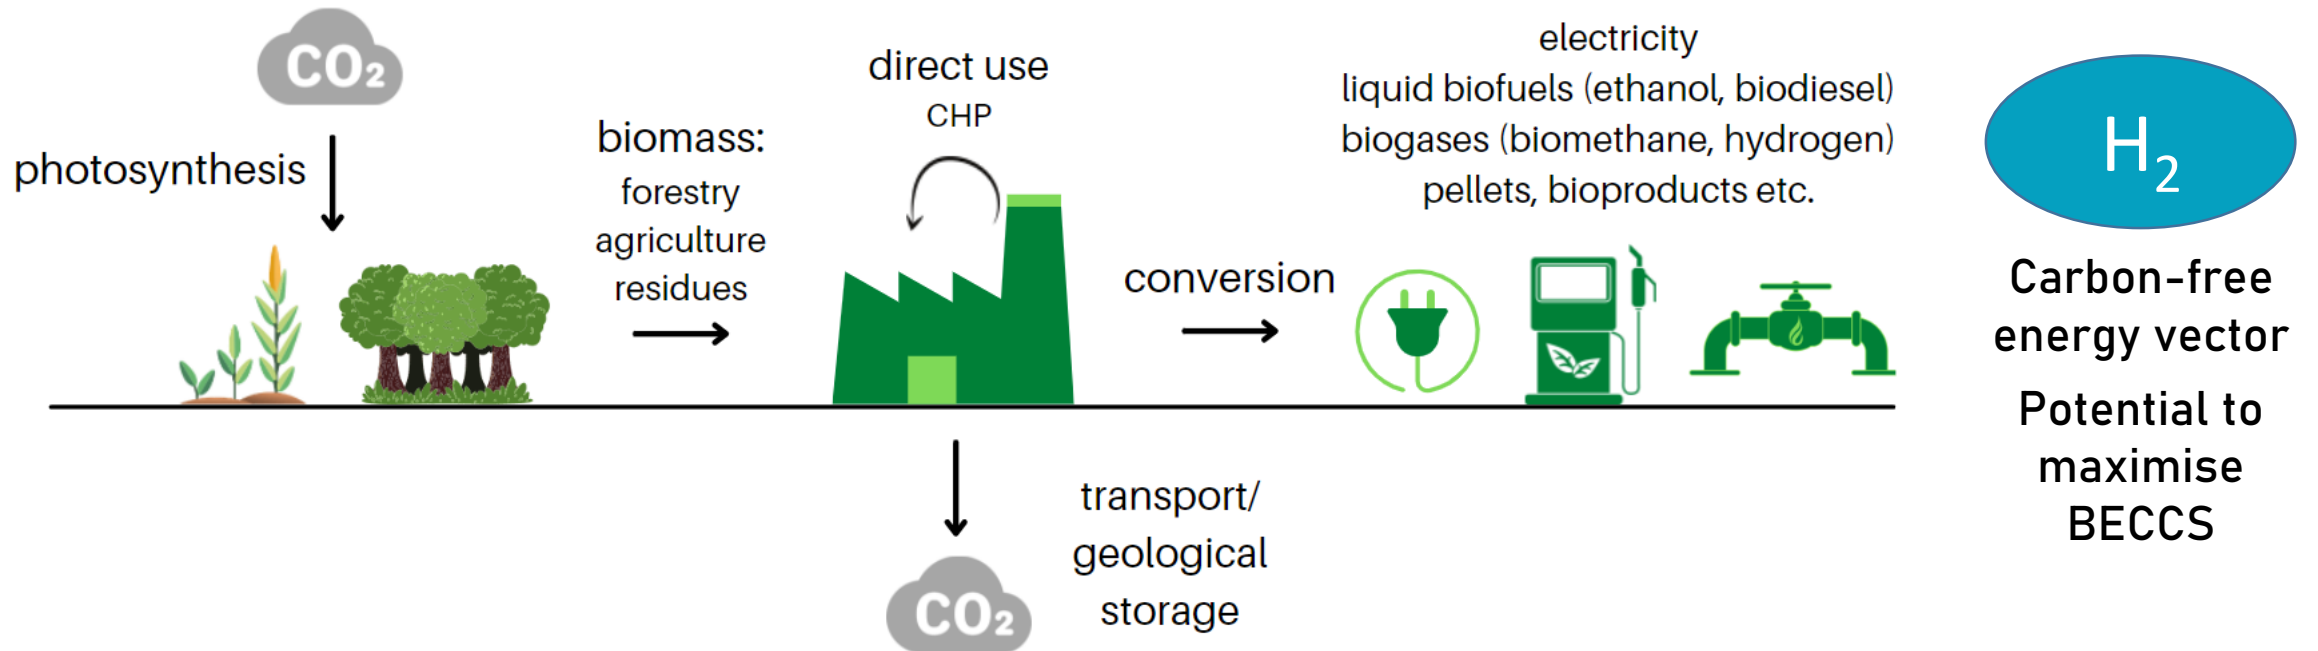 CO₂
photosynthesis
biomass:
forestry
agriculture
residues
direct use
CHP
conversion
electricity
liquid biofuels (ethanol, biodiesel)
biogases (biomethane, hydrogen)
pellets, bioproducts etc.
transport/
geological
storage
CO₂
H₂
Carbon-free
energy vector
Potential to
maximise
BECCS